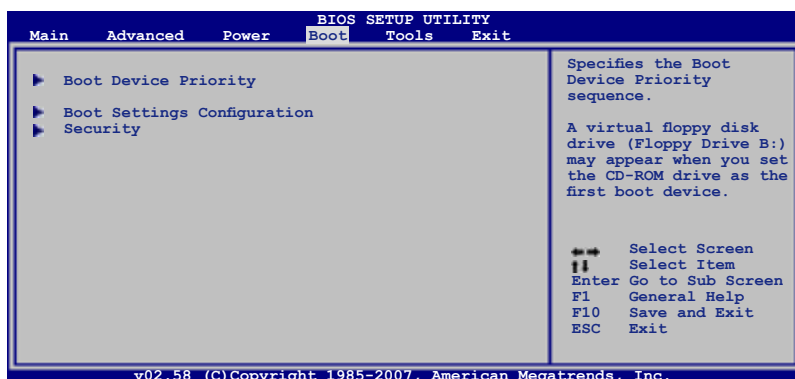 BIOS SETUP UTILITY
Main Advanced Power Boot Tools Exit
Boot Device Priority
Boot Settings Configuration
Security
Specifies the Boot
Device Priority
sequence.
A virtual floppy disk
drive (Floppy Drive B:)
may appear when you set
the CD-ROM drive as the
first boot device.
Select Screen
Select Item
Enter Go to Sub Screen
F1 General Help
F10 Save and Exit
ESC Exit
v02.58 (C)Copyright 1985-2007, American Megatrends, Inc.